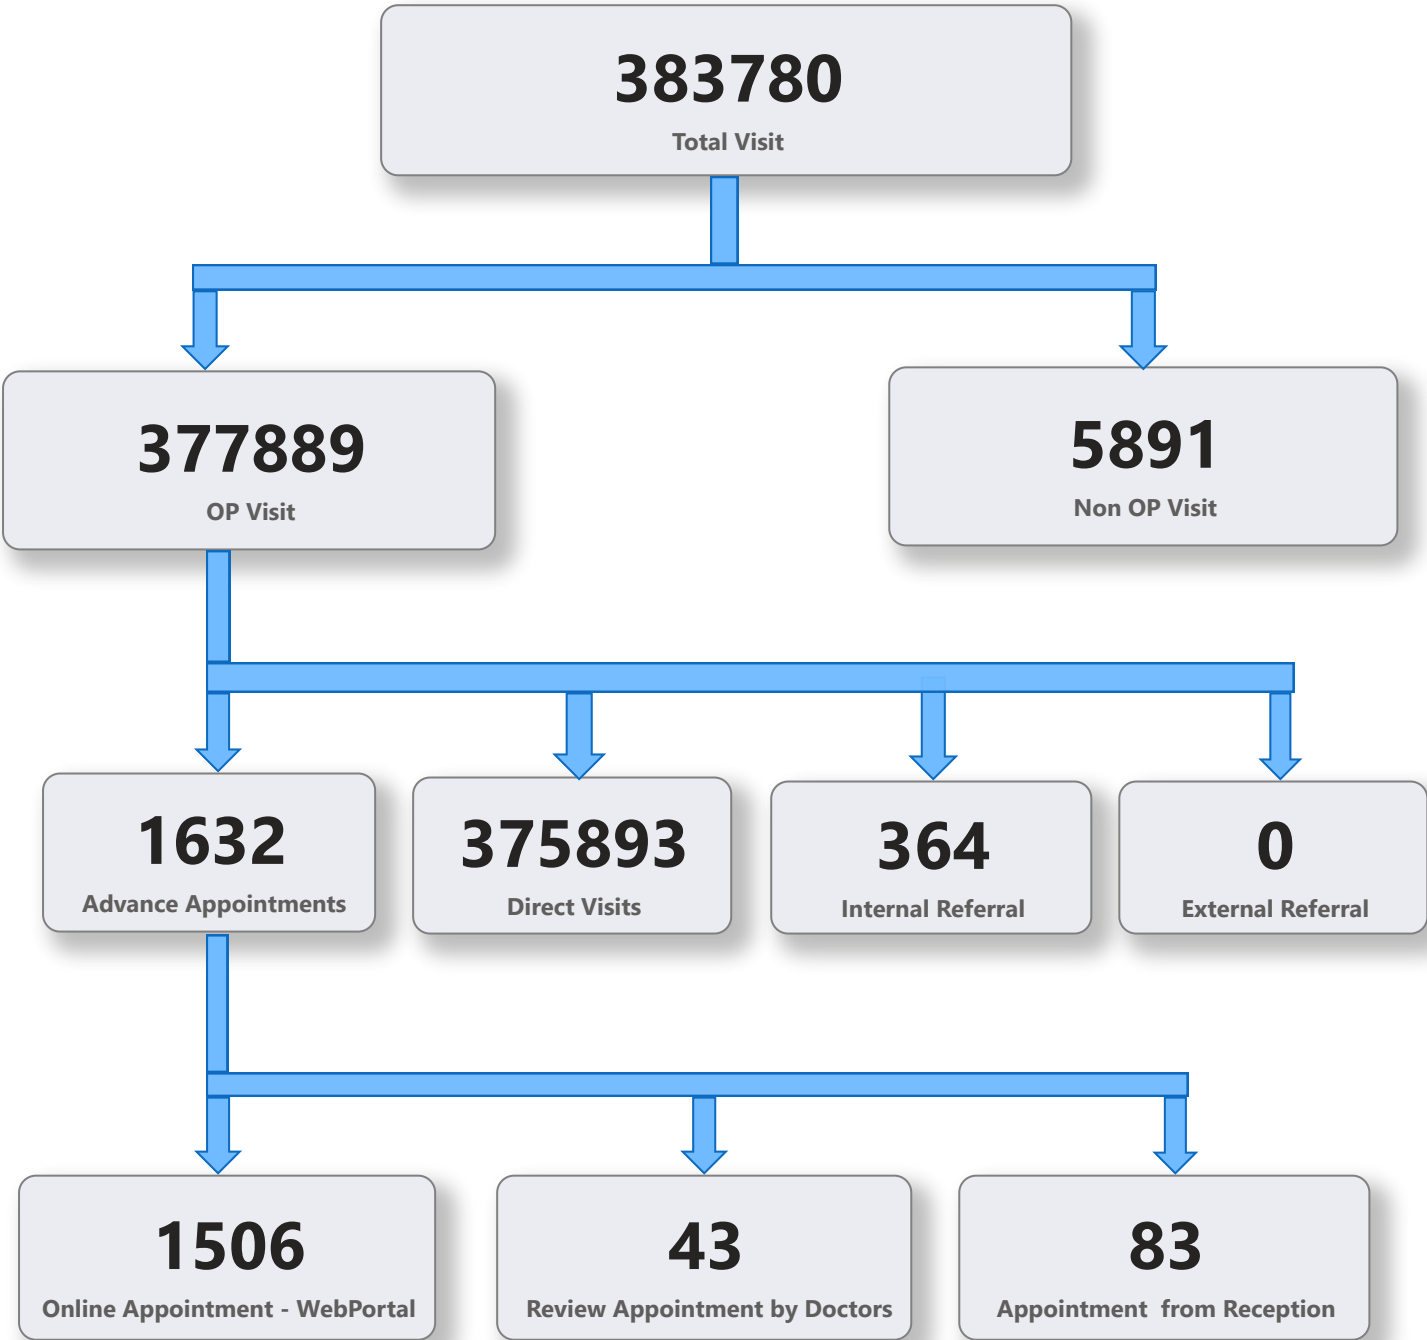 383780
Total Visit
377889
OP Visit
5891
Non OP Visit
1632
Advance Appointments
375893
Direct Visits
364
Internal Referral
0
External Referral
1506
Online Appointment - WebPortal
43
Review Appointment by Doctors
83
Appointment  from Reception